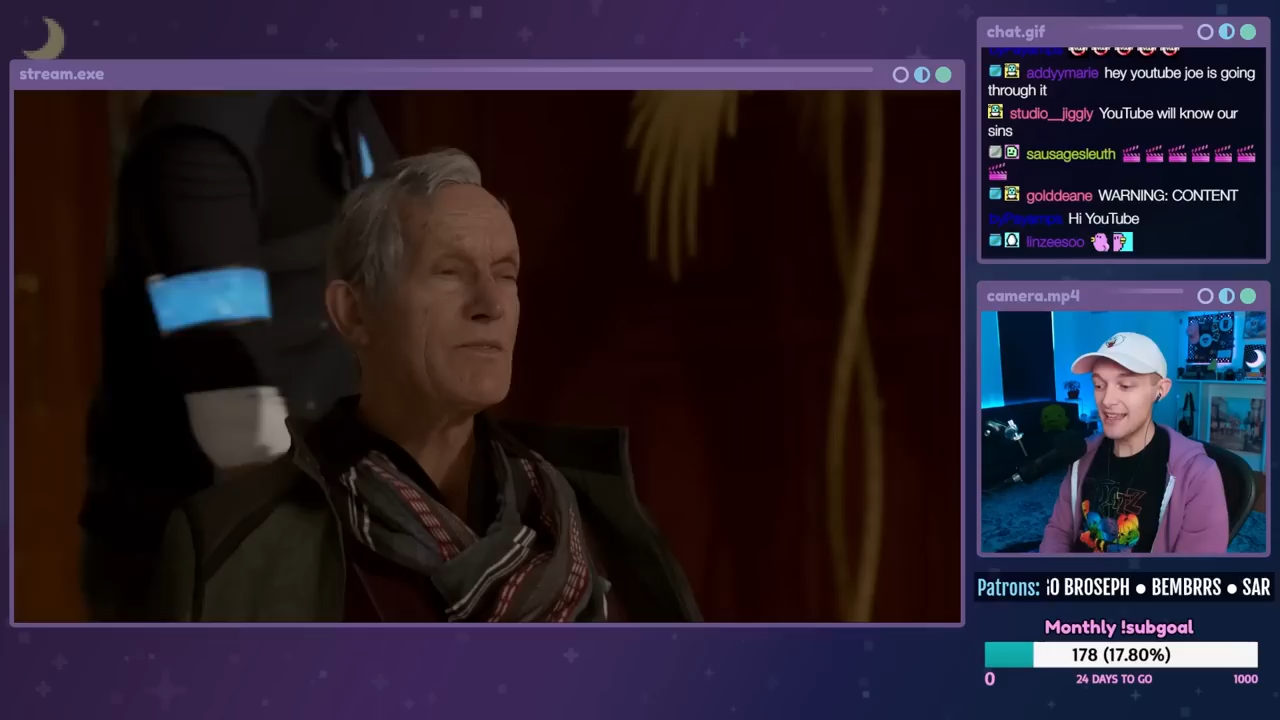 stream.exe
chat.gif
addyymarie hey youtube joe is going
through it
studio__jiggly YouTube will know our
sins
sausagesleuth
golddeane WARNING: CONTENT
Hi YouTube
linzeesoo
camera.mp4
Patrons: IO BROSEPH ● BEMBRRS ● SAR
Monthly !subgoal
178 (17.80%)
0 24 DAYS TO GO 1000